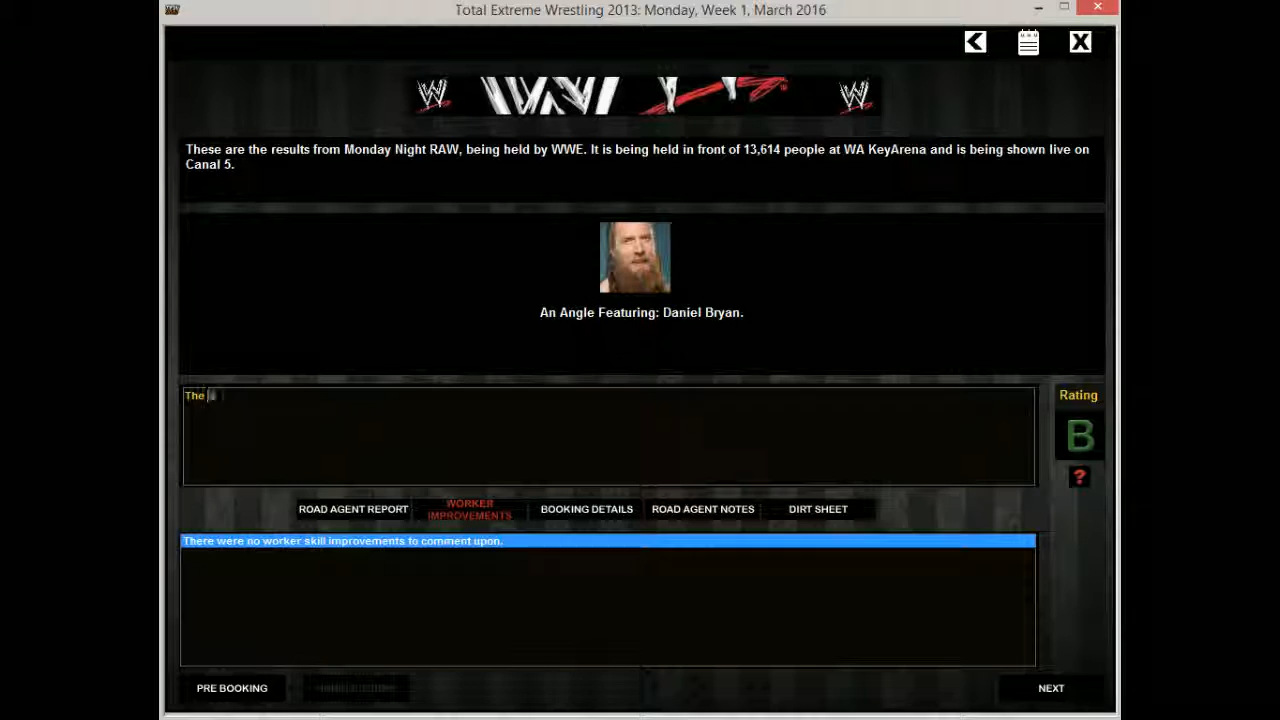 Total Extreme Wrestling 2013: Monday, Week 1, March 2016
These are the results from Monday Night RAW, being held by WWE. It is being held in front of 13,614 people at WA KeyArena and is being shown live on
Canal 5.
An Angle Featuring: Daniel Bryan.
The
Rating
B
?
ROAD AGENT REPORT
WORKER
IMPROVEMENTS
BOOKING DETAILS
ROAD AGENT NOTES
DIRT SHEET
There were no worker skill improvements to comment upon.
PRE BOOKING
NEXT